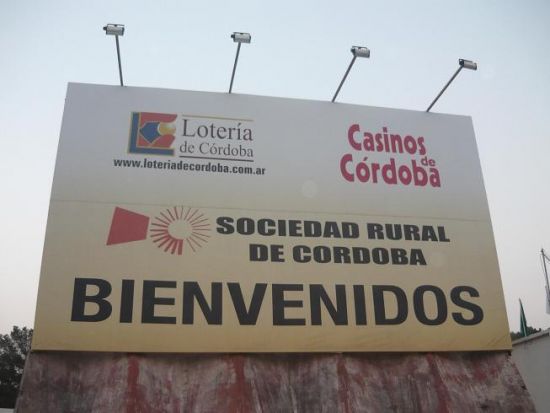 Lotería
de Córdoba
www.loteriadecordoba.com.ar
Casinos
de
Córdoba
SOCIEDAD RURAL
DE CORDOBA
BIENVENIDOS